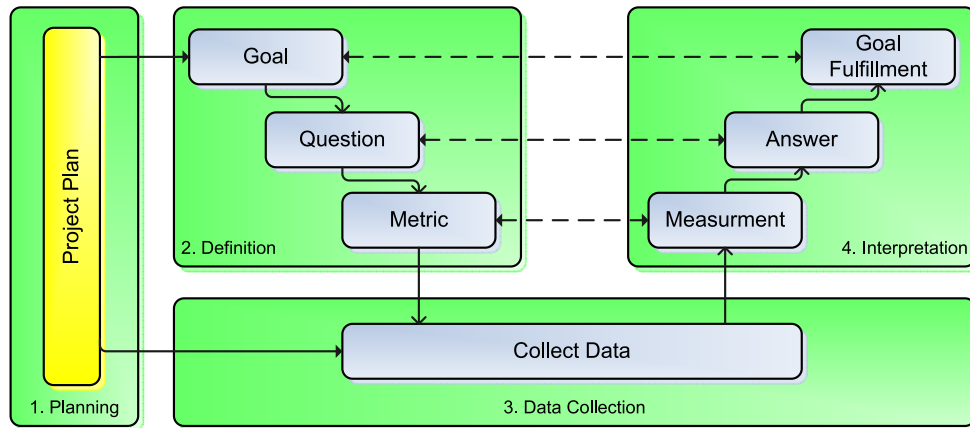 Project Plan
1. Planning
Goal
Question
Metric
2. Definition
Goal
Fulfillment
Answer
Measurment
4. Interpretation
Collect Data
3. Data Collection